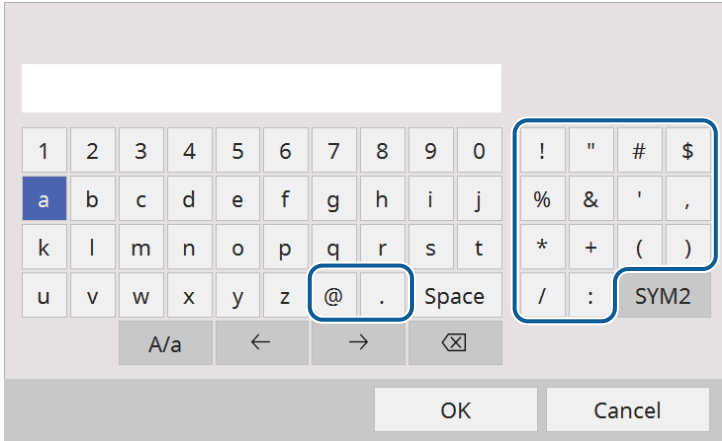 1 2 3 4 5 6 7 8 9 0 ! " # $
a b c d e f g h i j % & ' ,
k l m n o p q r s t * + ( )
u v w x y z @ . Space / : SYM2
A/a ← → ⌫
OK Cancel